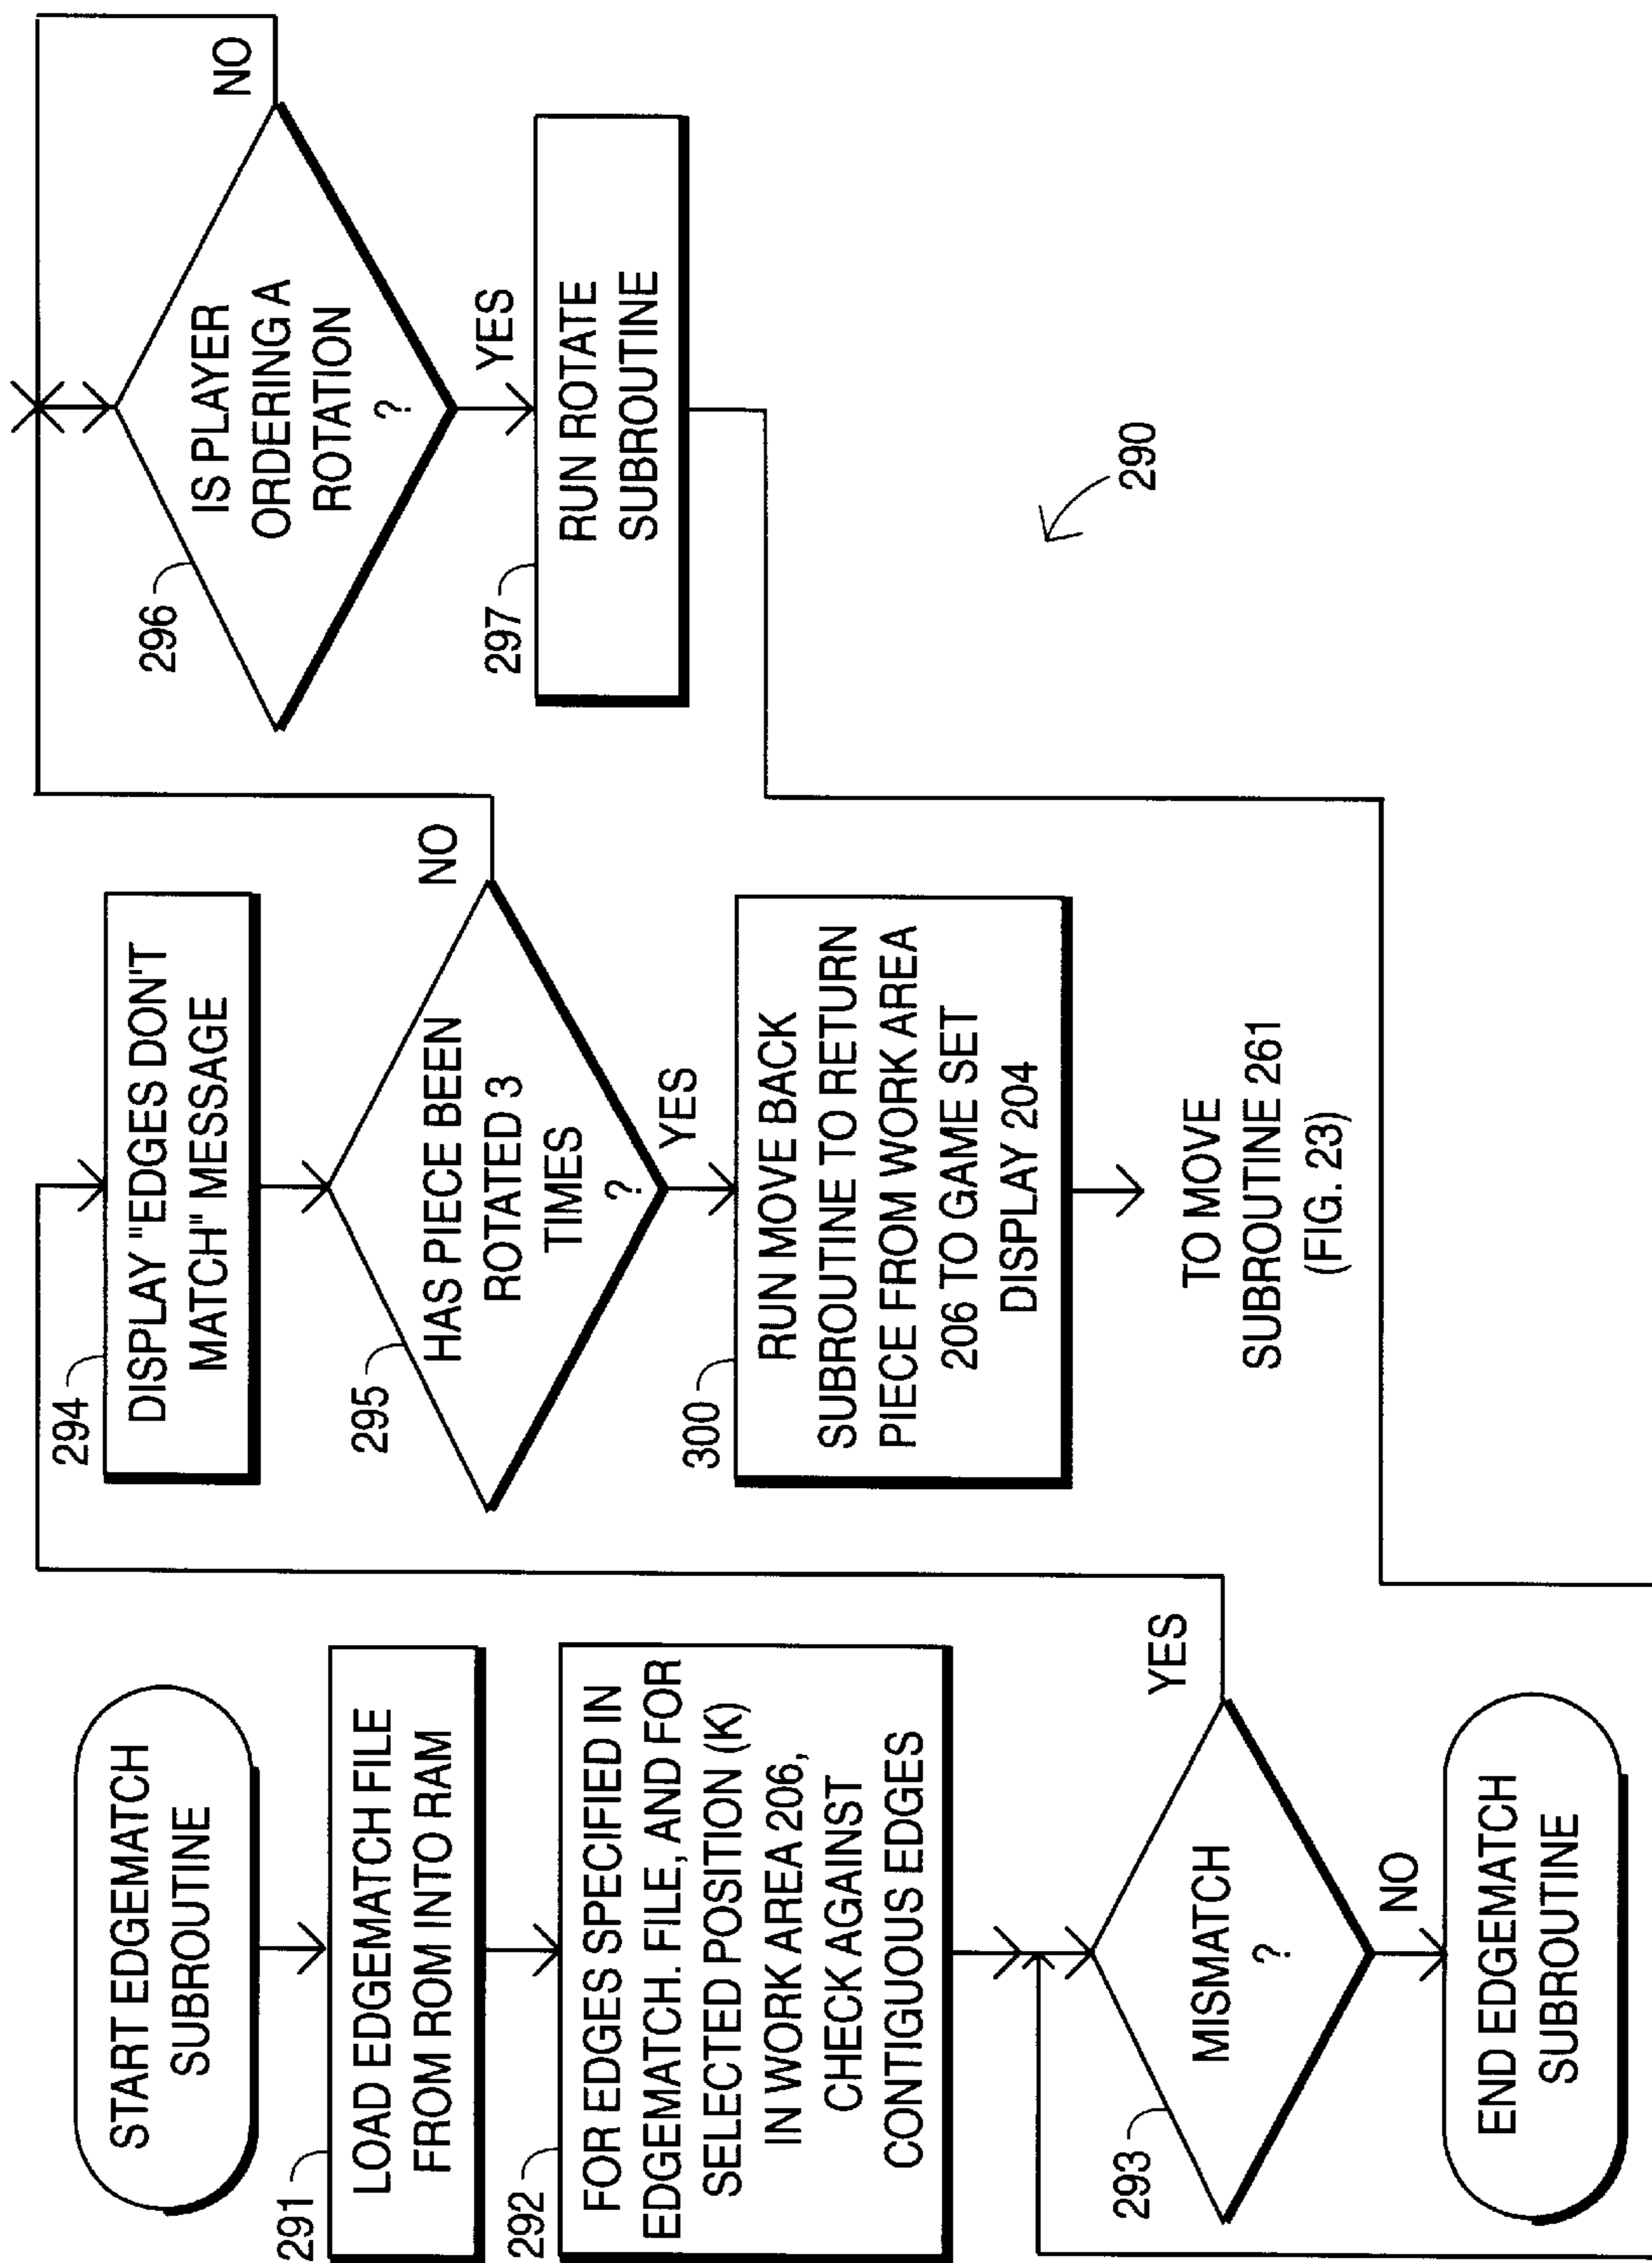 START EDGEMATCH
SUBROUTINE
291
LOAD EDGEMATCH FILE
FROM ROM INTO RAM
292
FOR EDGES SPECIFIED IN
EDGEMATCH. FILE, AND FOR
SELECTED POSITION (K)
IN WORK AREA 206,
CHECK AGAINST
CONTIGUOUS EDGES
293
MISMATCH
?
YES
NO
END EDGEMATCH
SUBROUTINE
294
DISPLAY "EDGES DON'T
MATCH" MESSAGE
295
HAS PIECE BEEN
ROTATED 3
TIMES
?
NO
YES
300
RUN MOVE BACK
SUBROUTINE TO RETURN
PIECE FROM WORK AREA
206 TO GAME SET
DISPLAY 204
TO MOVE
SUBROUTINE 261
(FIG. 23)
296
IS PLAYER
ORDERING A
ROTATION
?
NO
YES
297
RUN ROTATE
SUBROUTINE
290